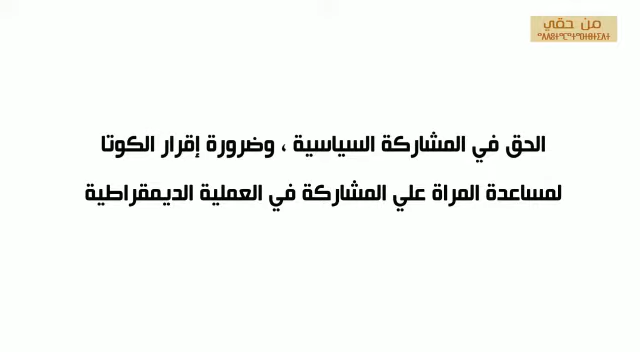 من حقي
الحق في المشاركة السياسية ، وضرورة إقرار الكوتا
لمساعدة المراة علي المشاركة في العملية الديمقراطية